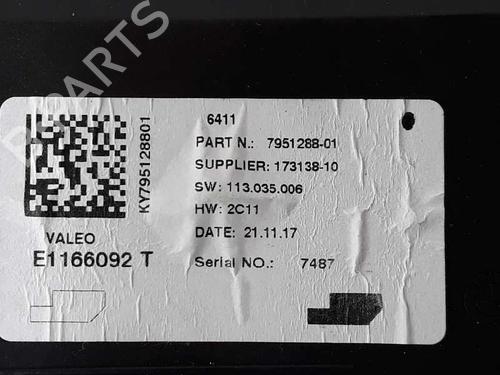 BPARTS
6411
PART N.: 7951288-01
SUPPLIER: 173138-10
SW: 113.035.006
HW: 2C11
DATE: 21.11.17
Serial NO.: 7487
KY795128801
VALEO
E1166092 T